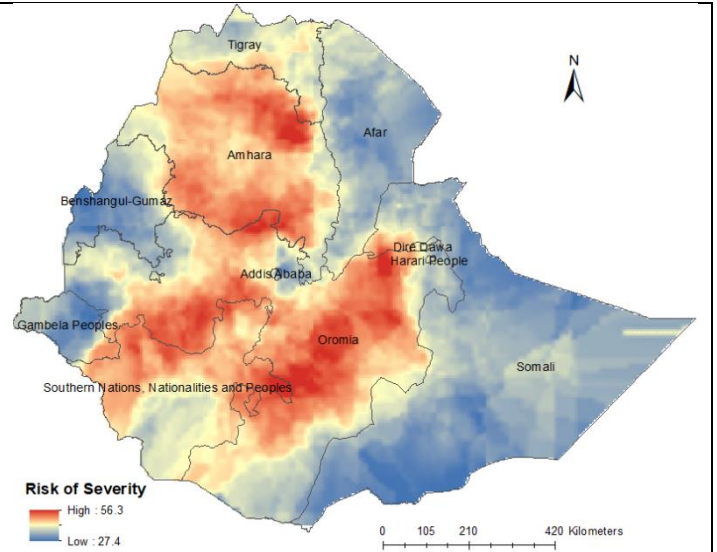 Tigray
N
Afar
Amhara
Benshangul-Gumaz
Dire Dawa
Harari People
Addis Ababa
Gambela Peoples
Oromia
Somali
Southern Nations, Nationalities and Peoples
Risk of Severity
High : 56.3
Low : 27.4
0 105 210 420 Kilometers